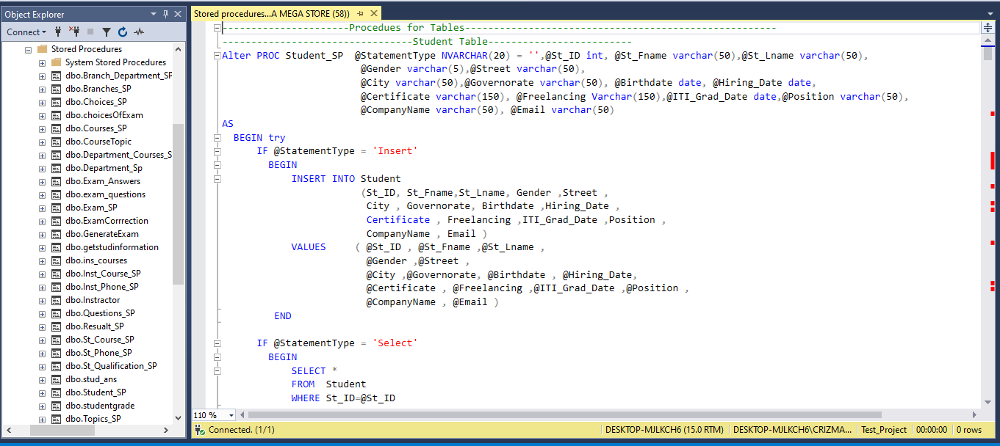 Object Explorer
Connect
Stored Procedures
System Stored Procedures
dbo.Branch_Department_SP
dbo.Branches_SP
dbo.Choices_SP
dbo.choicesOfExam
dbo.Courses_SP
dbo.CourseTopic
dbo.Department_Courses_S
dbo.Department_Sp
dbo.Exam_Answers
dbo.exam_questions
dbo.Exam_SP
dbo.ExamCorrrection
dbo.GenerateExam
dbo.getstudinformation
dbo.ins_courses
dbo.Inst_Course_SP
dbo.Inst_Phone_SP
dbo.Instructor
dbo.Questions_SP
dbo.Resualt_SP
dbo.St_Course_SP
dbo.St_Phone_SP
dbo.St_Qualification_SP
dbo.stud_ans
dbo.Student_SP
dbo.studentgrade
dbo.Topics_SP
Stored procedures...A MEGA STORE (58))
----------------------Procedues for Tables------------------------------------------------------
---------------------------------Student Table-------------------------
Alter PROC Student_SP  @StatementType NVARCHAR(20) = '',@St_ID int, @St_Fname varchar(50),@St_Lname varchar(50),
@Gender varchar(5),@Street varchar(50),
@City varchar(50),@Governorate varchar(50), @Birthdate date, @Hiring_Date date,
@Certificate varchar(150), @Freelancing Varchar(150),@ITI_Grad_Date date,@Position varchar(50),
@CompanyName varchar(50), @Email varchar(50)
AS
BEGIN try
IF @StatementType = 'Insert'
BEGIN
INSERT INTO Student
(St_ID, St_Fname,St_Lname, Gender ,Street ,
City , Governorate, Birthdate ,Hiring_Date ,
Certificate , Freelancing ,ITI_Grad_Date ,Position ,
CompanyName , Email )
VALUES     ( @St_ID , @St_Fname ,@St_Lname ,
@Gender ,@Street ,
@City ,@Governorate, @Birthdate , @Hiring_Date,
@Certificate , @Freelancing ,@ITI_Grad_Date ,@Position ,
@CompanyName , @Email )
END
IF @StatementType = 'Select'
BEGIN
SELECT *
FROM  Student
WHERE St_ID=@St_ID
110 %
Connected. (1/1)
DESKTOP-MJLKCH6 (15.0 RTM)
DESKTOP-MJLKCH6\CRIZMA...
Test_Project
00:00:00
0 rows